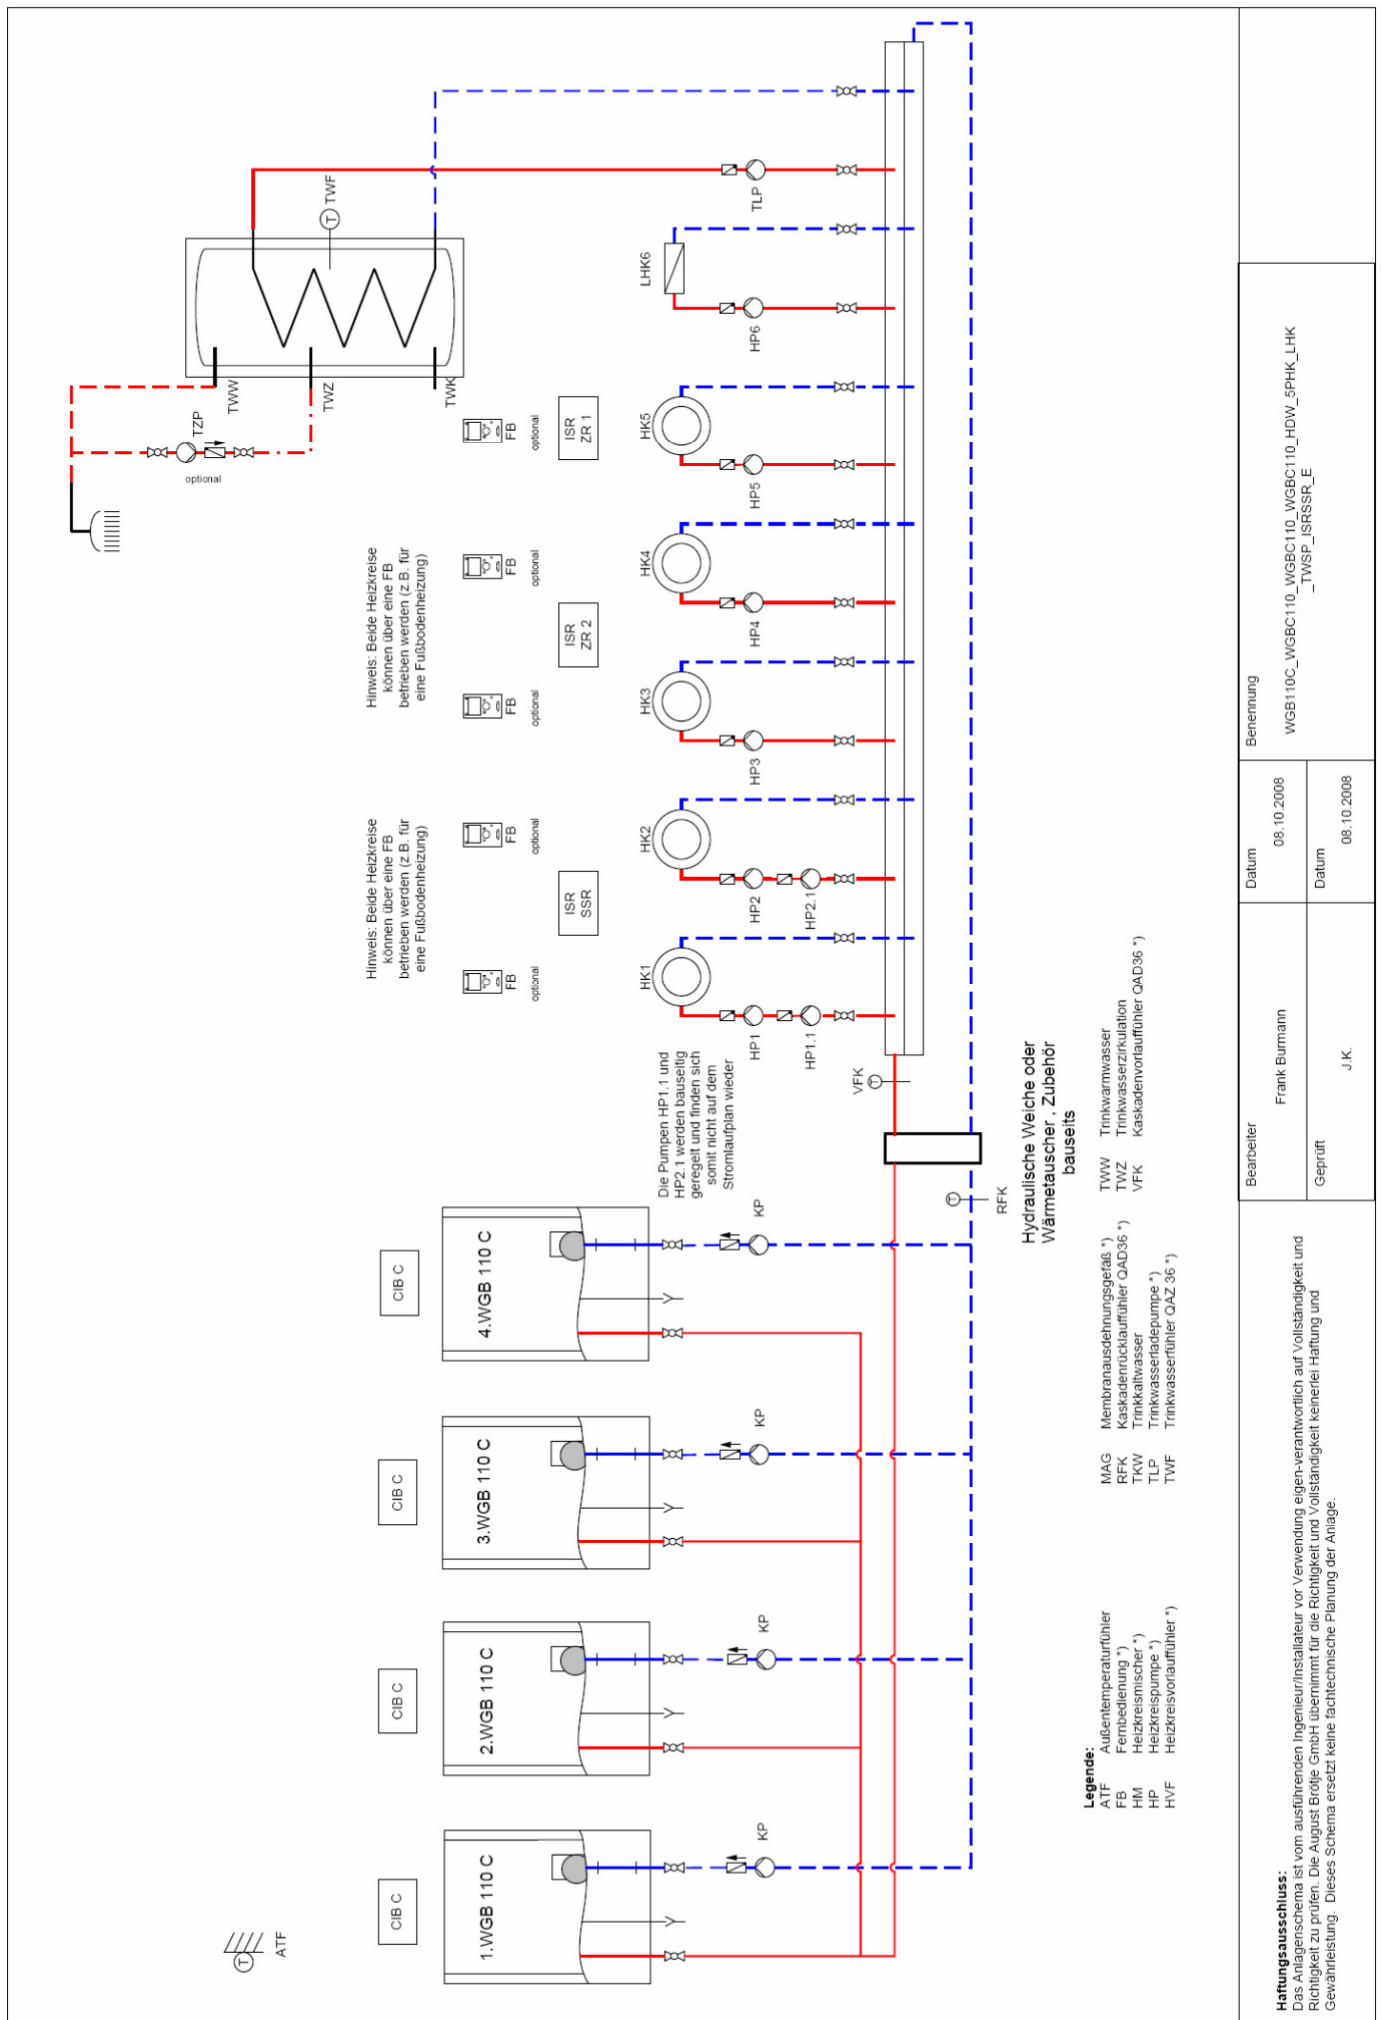 ATF
CIB C
1.WGB 110 C
KP
CIB C
2.WGB 110 C
KP
CIB C
3.WGB 110 C
KP
CIB C
4.WGB 110 C
KP
RFK
VFK
Hydraulische Weiche oder
Wärmetauscher , Zubehör
bauseits
Die Pumpen HP1.1 und
HP2.1 werden bauseitig
geregelt und finden sich
somit nicht auf dem
Stromlaufplan wieder
Hinweis: Beide Heizkreise
können über eine FB
betrieben werden (z.B. für
eine Fußbodenheizung)
FB
optional
ISR
SSR
FB
optional
HK1
HP1
HP1.1
HK2
HP2
HP2.1
Hinweis: Beide Heizkreise
können über eine FB
betrieben werden (z.B. für
eine Fußbodenheizung)
FB
optional
ISR
ZR 2
FB
optional
HK3
HP3
HK4
HP4
FB
optional
ISR
ZR 1
HK5
HP5
LHK6
HP6
TLP
TZP
optional
TWW
TWZ
TWK
T TWF
Legende:
ATF Außentemperaturfühler
FB Fernbedienung *)
HM Heizkreismischer *)
HP Heizkreispumpe *)
HVF Heizkreisvorlauffühler *)
MAG Membranausdehnungsgefäß *)
RFK Kaskadenrücklauffühler QAD36 *)
TKW Trinkkaltwasser
TLP Trinkwasserladepumpe *)
TWF Trinkwasserfühler QAZ 36 *)
TWW Trinkwarmwasser
TWZ Trinkwasserzirkulation
VFK Kaskadenvorlauffühler QAD36 *)
Haftungsausschluss:
Das Anlagenschema ist vom ausführenden Ingenieur/Installateur vor Verwendung eigen-verantwortlich auf Vollständigkeit und
Richtigkeit zu prüfen. Die August Brötje GmbH übernimmt für die Richtigkeit und Vollständigkeit keinerlei Haftung und
Gewährleistung. Dieses Schema ersetzt keine fachtechnische Planung der Anlage.
Bearbeiter
Frank Burmann
Geprüft
J.K.
Datum
08.10.2008
Datum
08.10.2008
Benennung
WGB110C_WGBC110_WGBC110_WGBC110_HDW_5PHK_LHK
_TWSP_ISRSSR_E